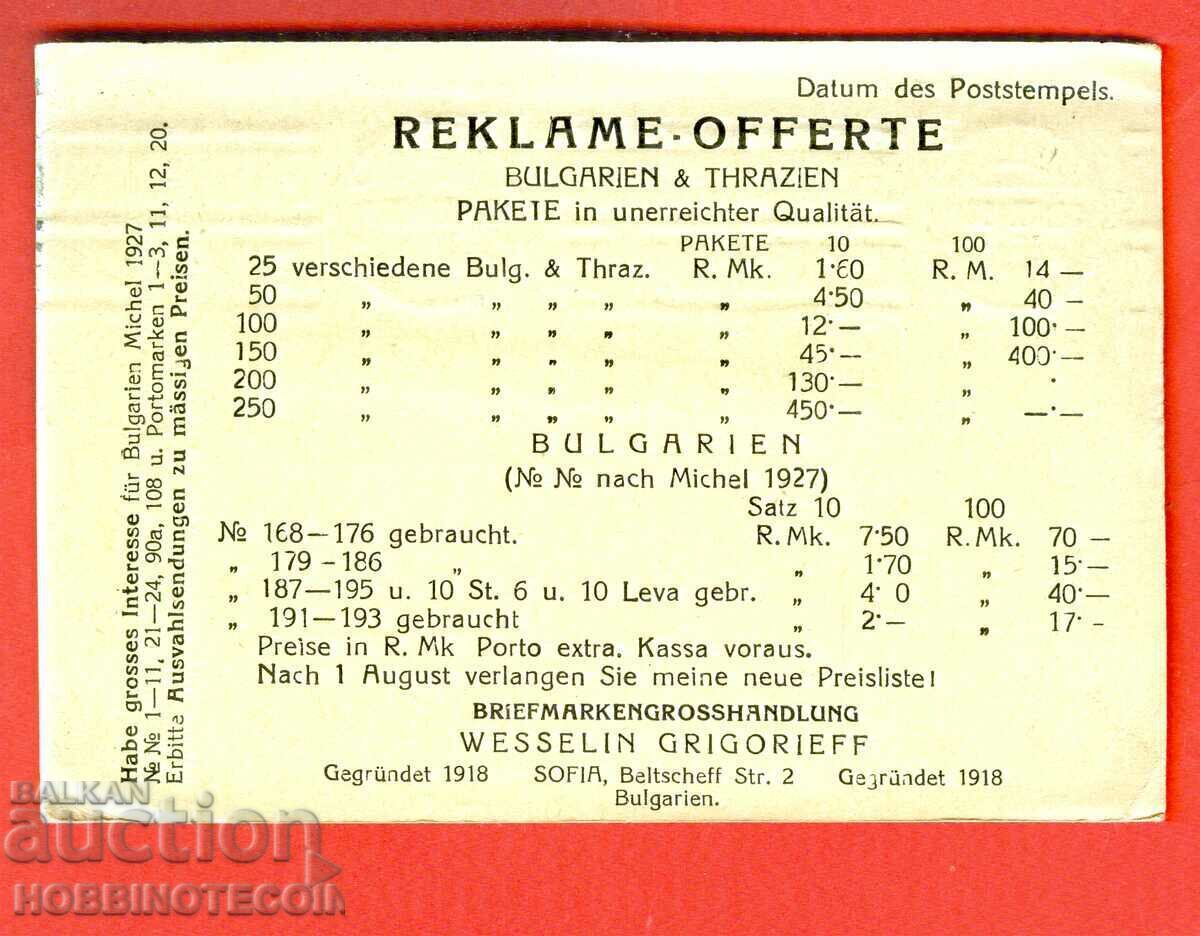 Datum des Poststempels.
REKLAME-OFFERTE
BULGARIEN & THRAZIEN
PAKETE in unerreichter Qualität.
PAKETE 10 100
25 verschiedene Bulg. & Thraz. R. Mk. 1·60 R. M. 14 —
50 „ „ „ „ „ 4·50 „ 40 —
100 „ „ „ „ „ 12·— „ 100·—
150 „ „ „ „ „ 45·— „ 400·—
200 „ „ „ „ „ 130·— „ ·
250 „ „ „ „ „ 450·— „ —·—
BULGARIEN
(№ № nach Michel 1927)
Satz 10 100
№ 168—176 gebraucht. R. Mk. 7·50 R. Mk. 70 —
„ 179-186 „ „ 1·70 „ 15·—
„ 187—195 u. 10 St. 6 u. 10 Leva gebr. „ 4· 0 „ 40·—
„ 191—193 gebraucht „ 2·— „ 17· -
Preise in R. Mk Porto extra. Kassa voraus.
Nach 1 August verlangen Sie meine neue Preisliste!
BRIEFMARKENGROSSHANDLUNG
WESSELIN GRIGORIEFF
Gegründet 1918 SOFIA, Beltscheff Str. 2 Gegründet 1918
Bulgarien.
Habe grosses Interesse für Bulgarien Michel 1927
№ № 1—11, 21—24, 90a, 108 u. Portomarken 1—3, 11, 12, 20.
Erbitte Ausvahlsendungen zu mässigen Preisen.
BALKAN
auction
HOBBINOTECOIN